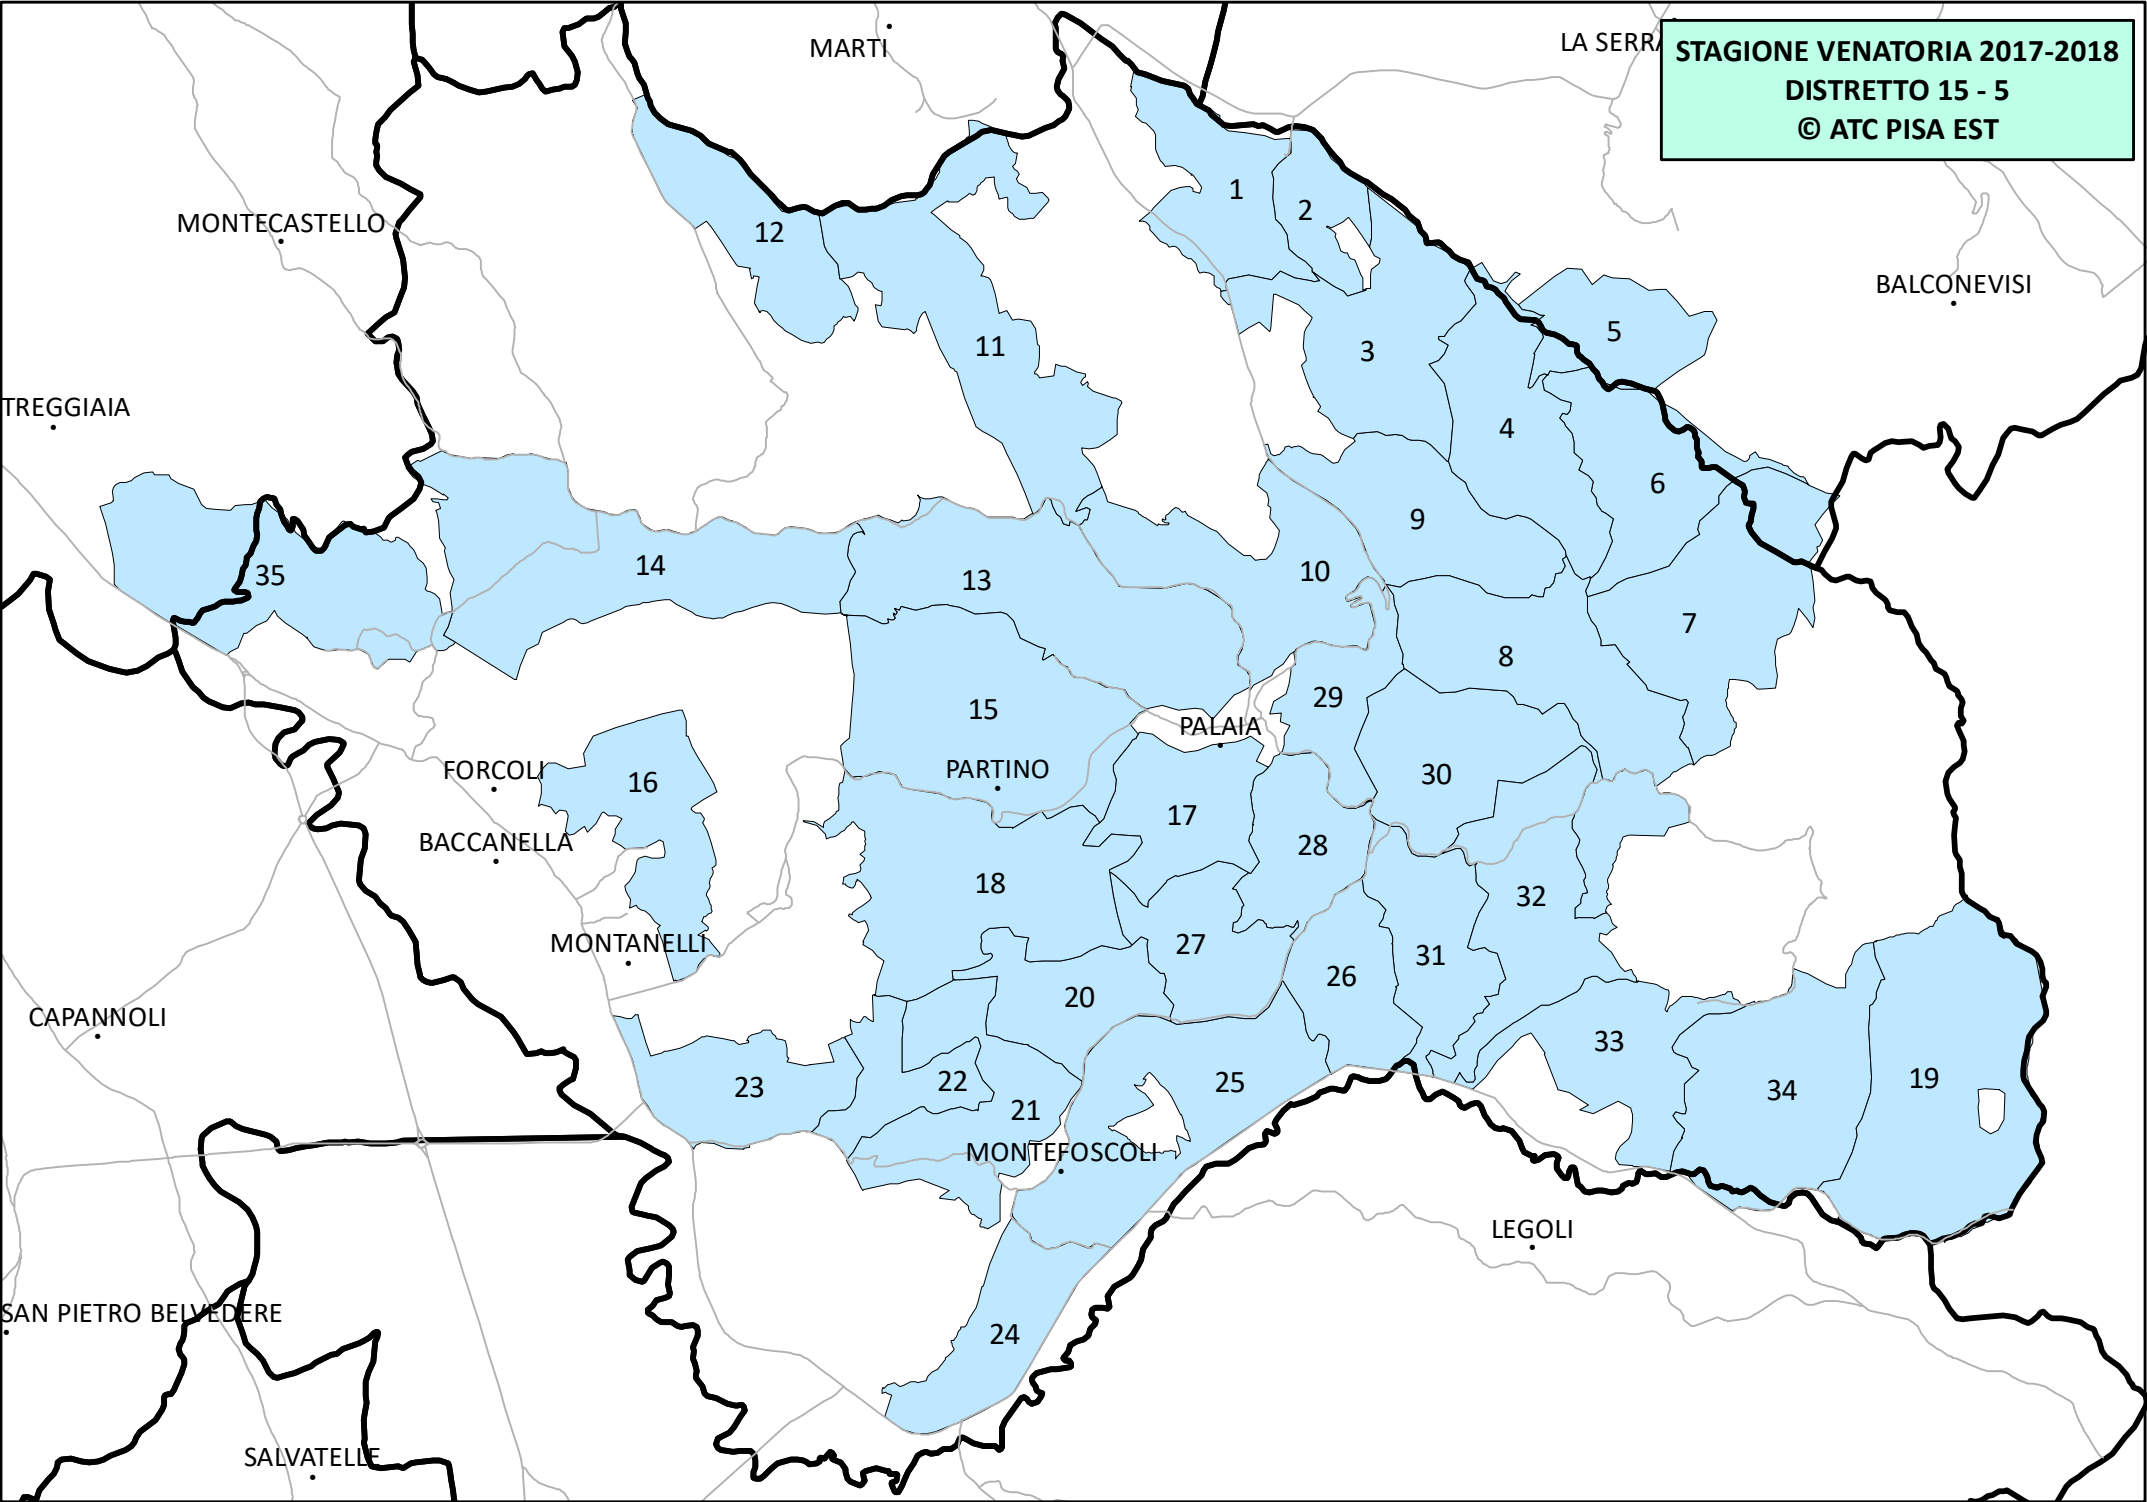 MARTI
LA SERRA
STAGIONE VENATORIA 2017-2018
DISTRETTO 15 - 5
© ATC PISA EST
1
2
MONTECASTELLO
12
BALCONEVISI
5
11
3
TREGGIAIA
4
6
9
35
14
13
10
7
8
29
15
PALAIA
FORCOLI
16
PARTINO
30
17
BACCANELLA
28
18
32
MONTANELLI
27
31
26
20
CAPANNOLI
33
23
22
25
34
19
21
MONTEFOSCOLI
LEGOLI
SAN PIETRO BELVEDERE
24
SALVATELLE